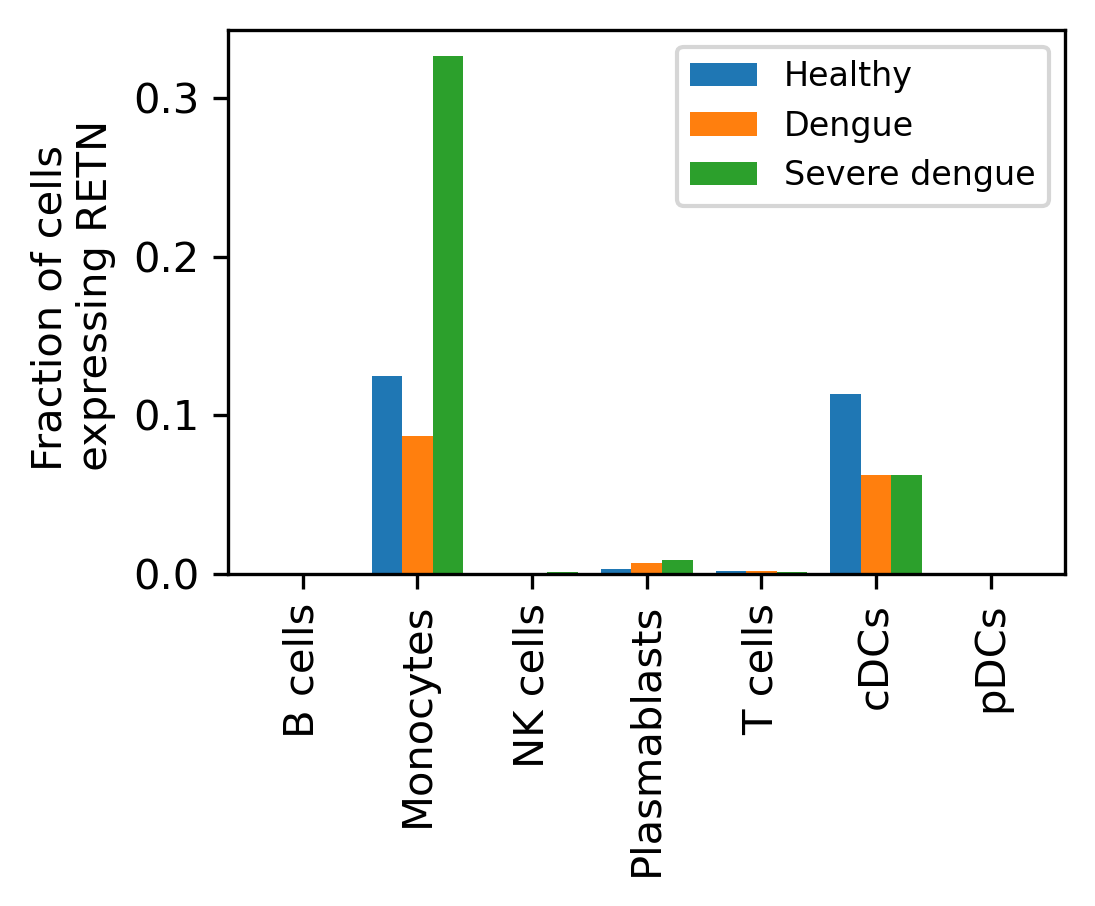 Fraction of cells
expressing RETN
0.3
0.2
0.1
0.0
Healthy
Dengue
Severe dengue
B cells
Monocytes
NK cells
Plasmablasts
T cells
cDCs
pDCs